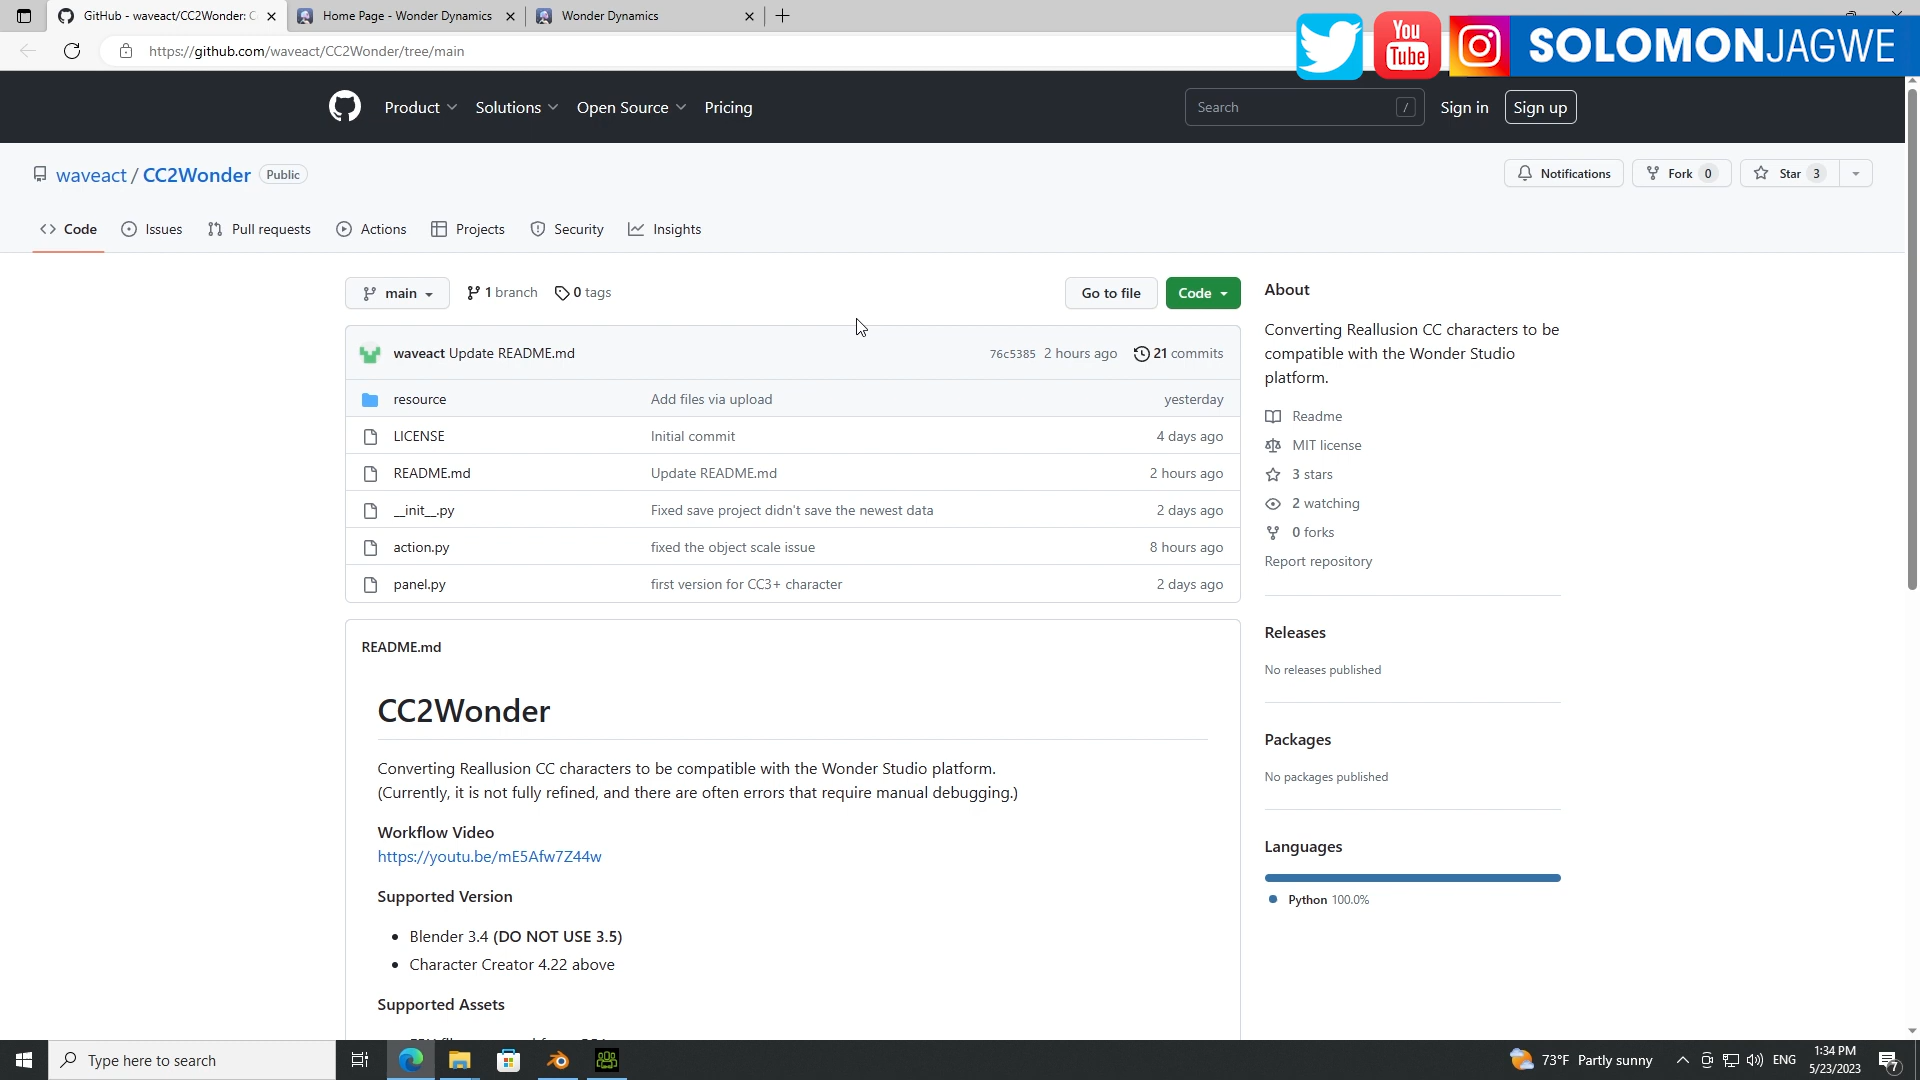 GitHub - waveact/CC2Wonder: C
Home Page - Wonder Dynamics
Wonder Dynamics
https://github.com/waveact/CC2Wonder/tree/main
You
Tube
SOLOMONJAGWE
Product
Solutions
Open Source
Pricing
Search
/
Sign in
Sign up
waveact / CC2Wonder
Public
Notifications
Fork 0
Star 3
Code
Issues
Pull requests
Actions
Projects
Security
Insights
main
1 branch
0 tags
Go to file
Code
waveact Update README.md
76c5385 2 hours ago
21 commits
resource
Add files via upload
yesterday
LICENSE
Initial commit
4 days ago
README.md
Update README.md
2 hours ago
__init__.py
Fixed save project didn't save the newest data
2 days ago
action.py
fixed the object scale issue
8 hours ago
panel.py
first version for CC3+ character
2 days ago
About
Converting Reallusion CC characters to be
compatible with the Wonder Studio
platform.
Readme
MIT license
3 stars
2 watching
0 forks
Report repository
Releases
No releases published
Packages
No packages published
Languages
Python 100.0%
README.md
CC2Wonder
Converting Reallusion CC characters to be compatible with the Wonder Studio platform.
(Currently, it is not fully refined, and there are often errors that require manual debugging.)
Workflow Video
https://youtu.be/mE5Afw7Z44w
Supported Version
Blender 3.4 (DO NOT USE 3.5)
Character Creator 4.22 above
Supported Assets
Type here to search
73°F Partly sunny
ENG
1:34 PM
5/23/2023
7